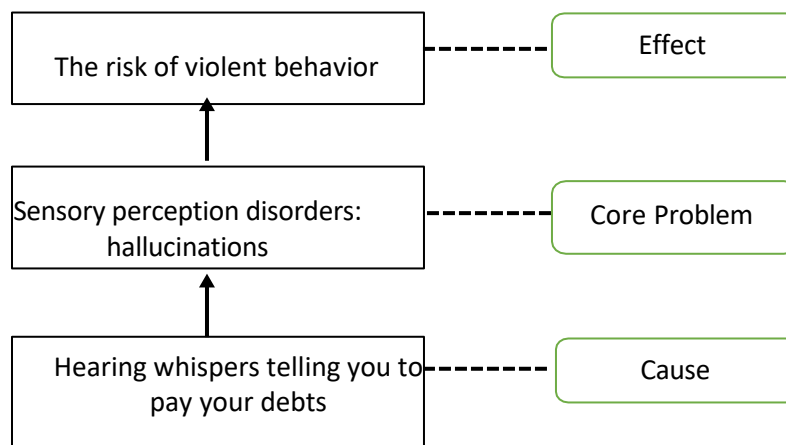 The risk of violent behavior
Effect
Sensory perception disorders:
hallucinations
Core Problem
Hearing whispers telling you to
pay your debts
Cause